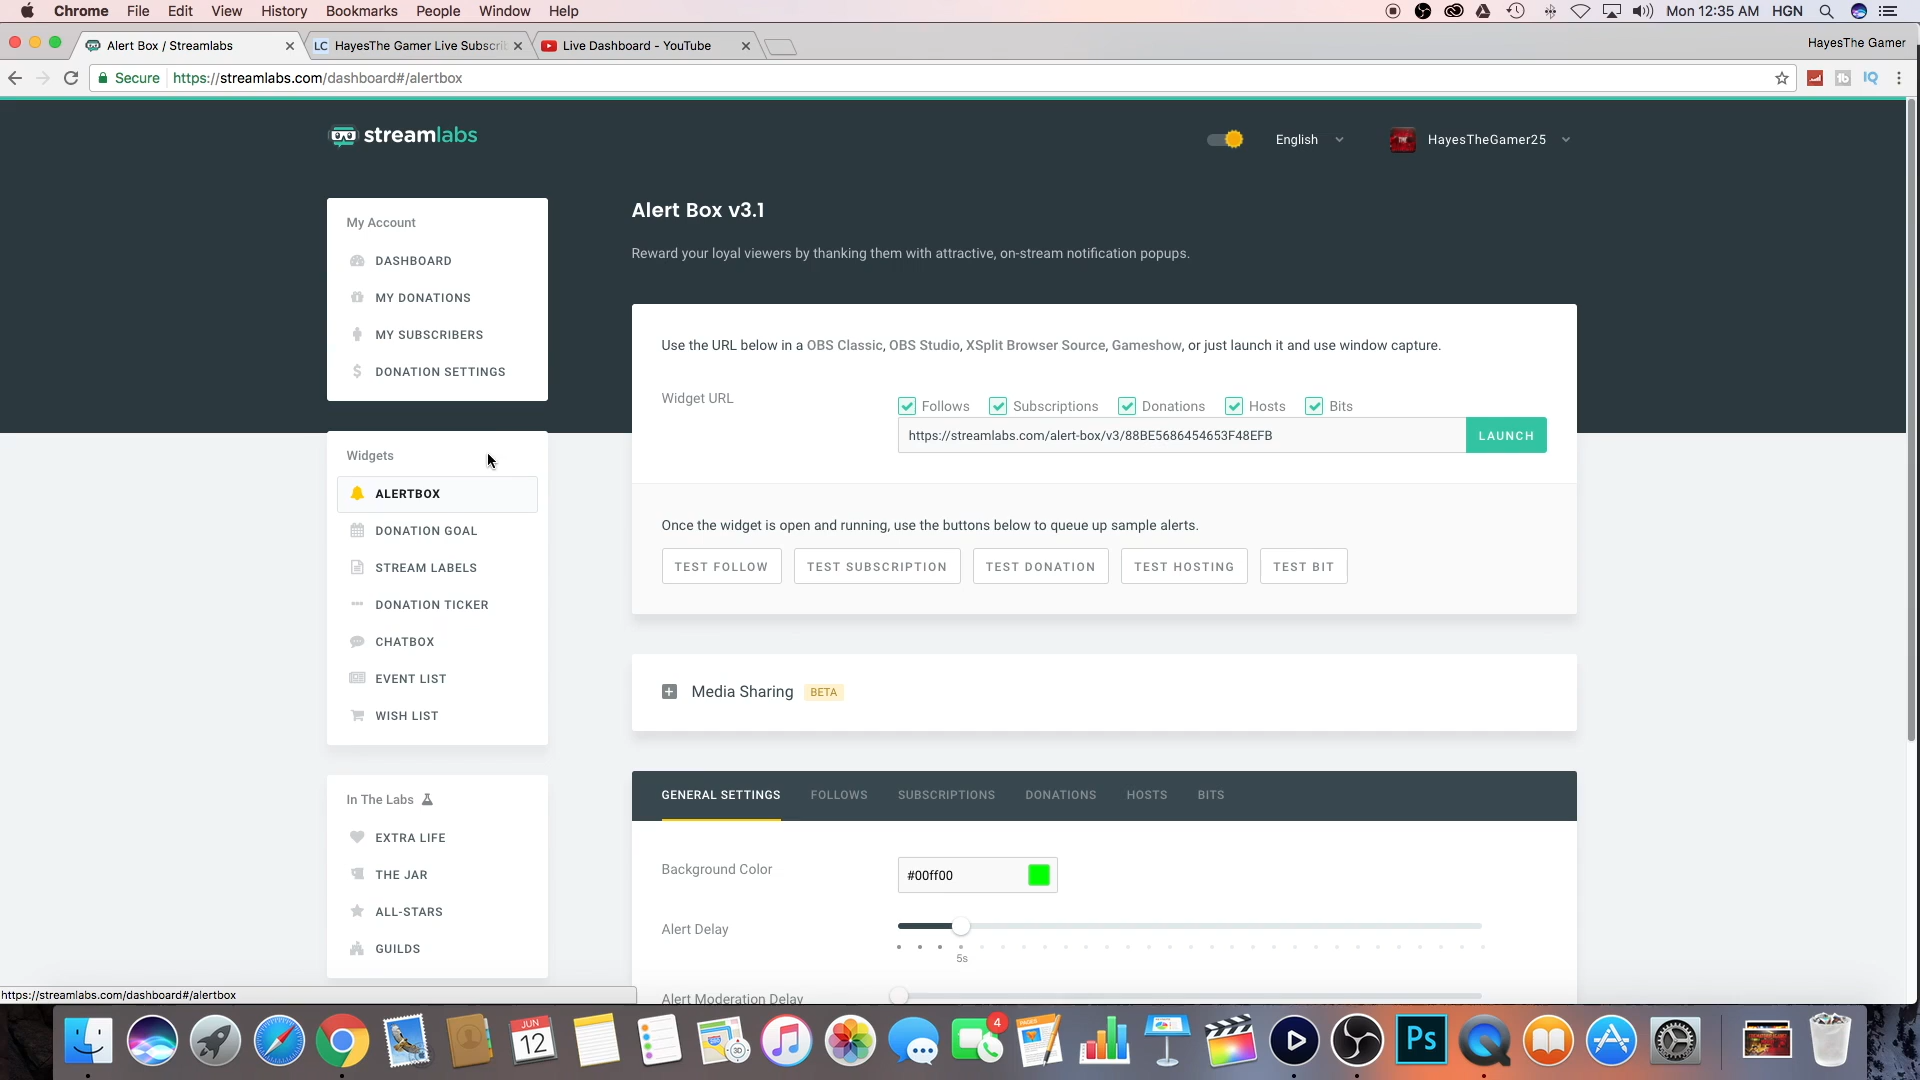 Chrome File Edit View History Bookmarks People Window Help Mon 12:35 AM HGN
Alert Box / Streamlabs LC HayesThe Gamer Live Subscri Live Dashboard - YouTube HayesThe Gamer
Secure https://streamlabs.com/dashboard#/alertbox
streamlabs English HayesTheGamer25
My Account
DASHBOARD
MY DONATIONS
MY SUBSCRIBERS
DONATION SETTINGS
Widgets
ALERTBOX
DONATION GOAL
STREAM LABELS
DONATION TICKER
CHATBOX
EVENT LIST
WISH LIST
In The Labs
EXTRA LIFE
THE JAR
ALL-STARS
GUILDS
Alert Box v3.1
Reward your loyal viewers by thanking them with attractive, on-stream notification popups.
Use the URL below in a OBS Classic, OBS Studio, XSplit Browser Source, Gameshow, or just launch it and use window capture.
Widget URL
Follows Subscriptions Donations Hosts Bits
https://streamlabs.com/alert-box/v3/88BE5686454653F48EFB LAUNCH
Once the widget is open and running, use the buttons below to queue up sample alerts.
TEST FOLLOW TEST SUBSCRIPTION TEST DONATION TEST HOSTING TEST BIT
Media Sharing BETA
GENERAL SETTINGS FOLLOWS SUBSCRIPTIONS DONATIONS HOSTS BITS
Background Color #00ff00
Alert Delay
5s
Alert Moderation Delay
https://streamlabs.com/dashboard#/alertbox
JUN
12
3D
4
PAGES
Ps